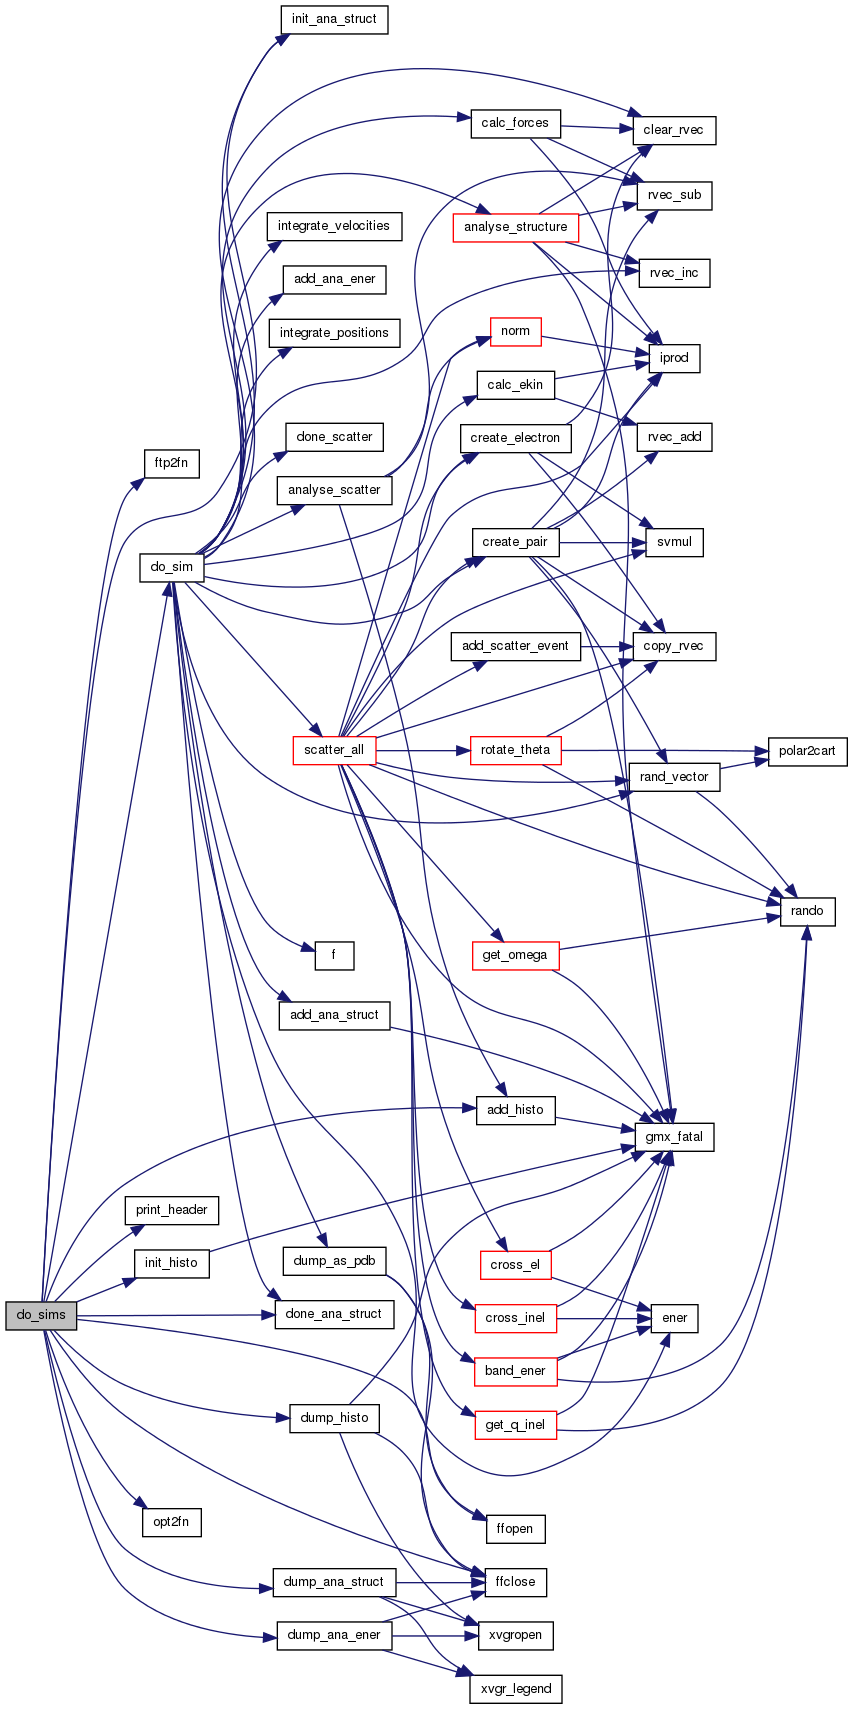 init_ana_struct
calc_forces
clear_rvec
rvec_sub
integrate_velocities
analyse_structure
rvec_inc
add_ana_ener
integrate_positions
norm
iprod
calc_ekin
done_scatter
create_electron
rvec_add
ftp2fn
analyse_scatter
create_pair
svmul
do_sim
add_scatter_event
copy_rvec
scatter_all
rotate_theta
polar2cart
rand_vector
rando
f
get_omega
add_ana_struct
add_histo
gmx_fatal
print_header
init_histo
dump_as_pdb
cross_el
do_sims
done_ana_struct
cross_inel
ener
band_ener
dump_histo
get_q_inel
opt2fn
ffopen
dump_ana_struct
ffclose
dump_ana_ener
xvgropen
xvgr_legend